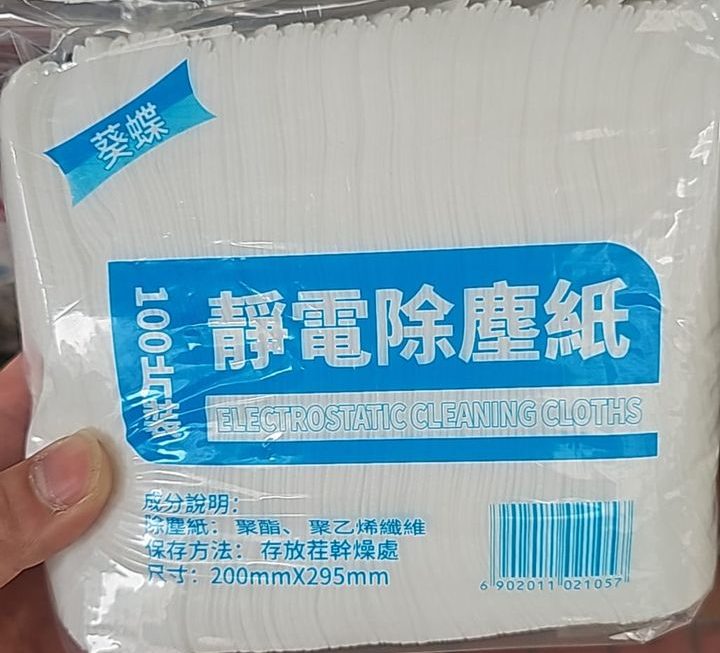 葵蝶
100片裝
靜電除塵紙
ELECTROSTATIC CLEANING CLOTHS
成分說明：
除塵紙：聚酯、聚乙烯纖維
保存方法：存放茬幹燥處
尺寸：200mmX295mm
6 902011 021057